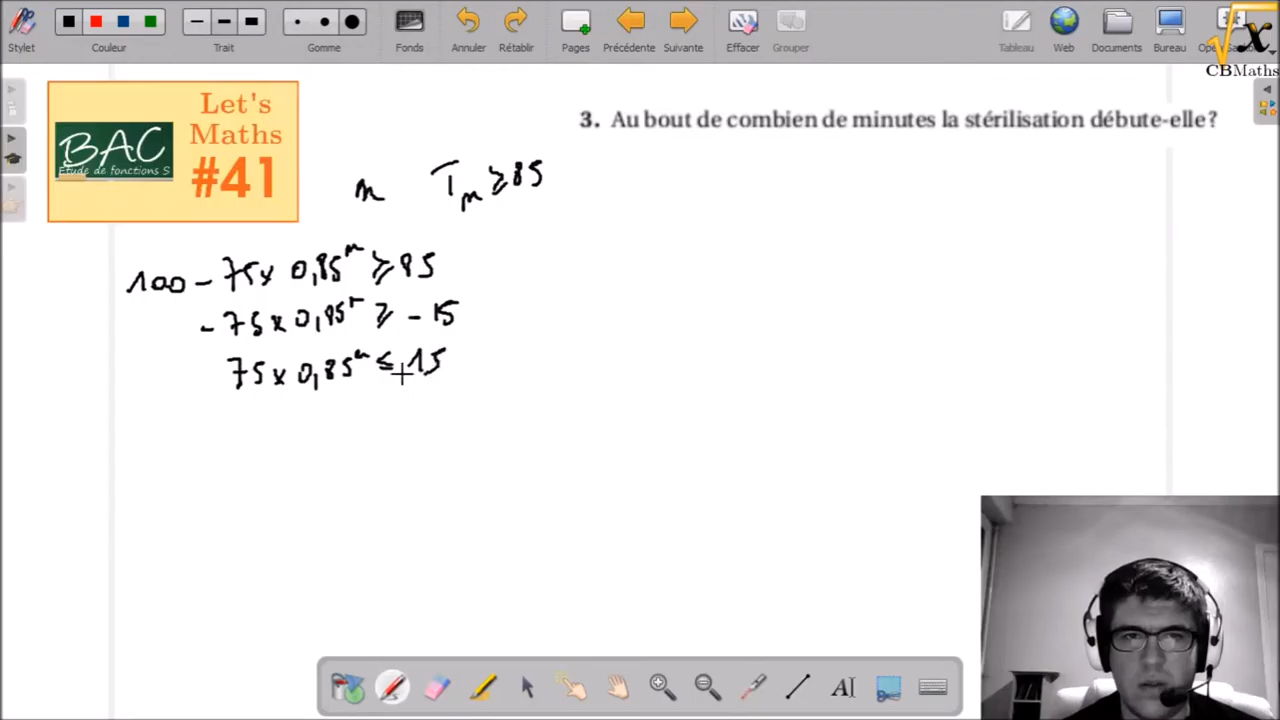 Stylet
Couleur
Trait
Gomme
Fonds
Annuler
Rétablir
Pages
Précédente
Suivante
Effacer
Grouper
Tableau
Web
Documents
Bureau
CBMaths
BAC
Etude de fonctions S
Let's
Maths
#41
3. Au bout de combien de minutes la stérilisation débute-elle ?
n Tn ⩾ 85
100 - 75 × 0,85^n ⩾ 85
- 75 × 0,85^n ⩾ - 15
75 × 0,85^n ≤ 15